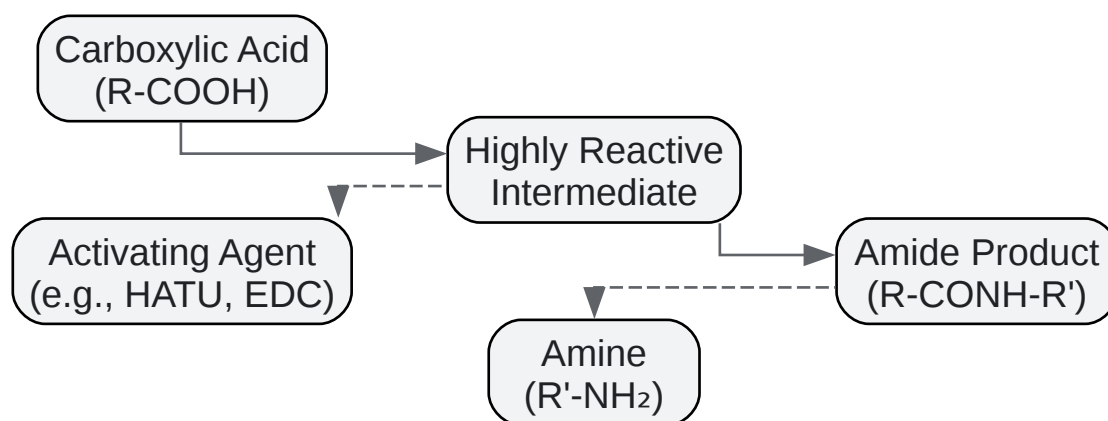 Carboxylic Acid
(R-COOH)
Highly Reactive
Intermediate
Activating Agent
(e.g., HATU, EDC)
Amide Product
(R-CONH-R')
Amine
(R'-NH₂)